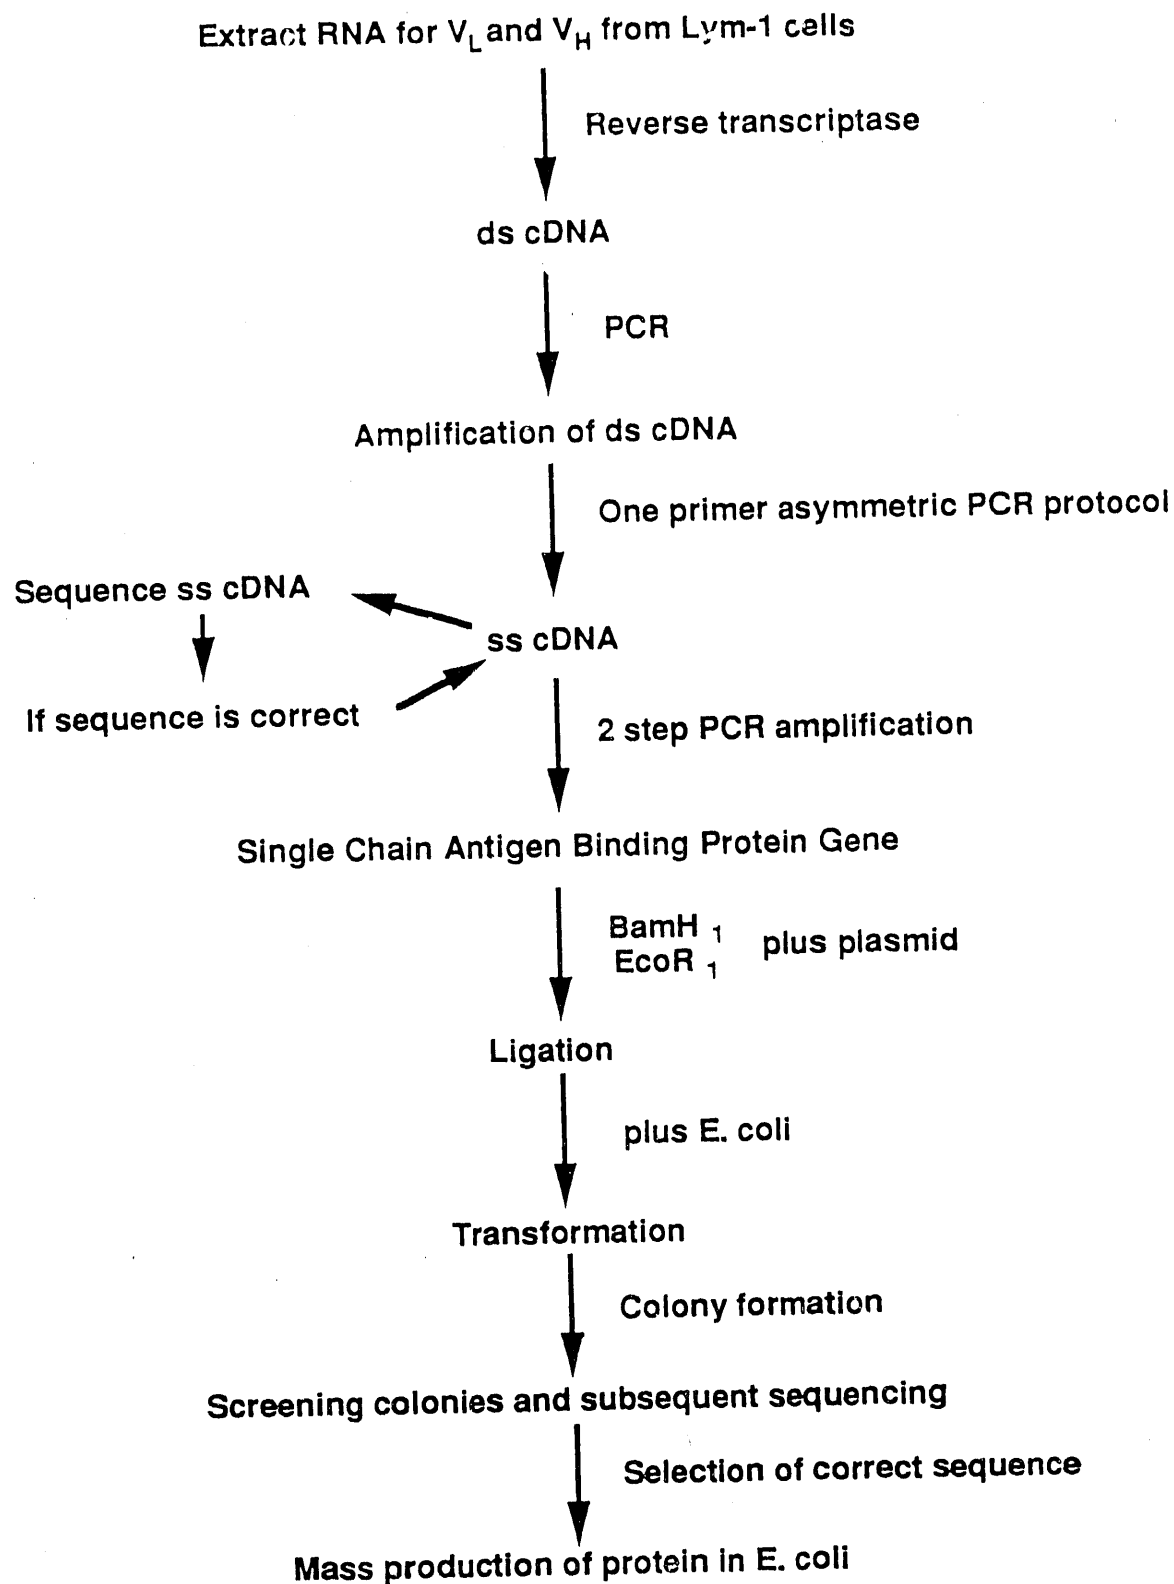 Extract RNA for VL and VH from Lym-1 cells
Reverse transcriptase
ds cDNA
PCR
Amplification of ds cDNA
One primer asymmetric PCR protocol
Sequence ss cDNA
ss cDNA
If sequence is correct
2 step PCR amplification
Single Chain Antigen Binding Protein Gene
BamH 1
EcoR 1
plus plasmid
Ligation
plus E. coli
Transformation
Colony formation
Screening colonies and subsequent sequencing
Selection of correct sequence
Mass production of protein in E. coli